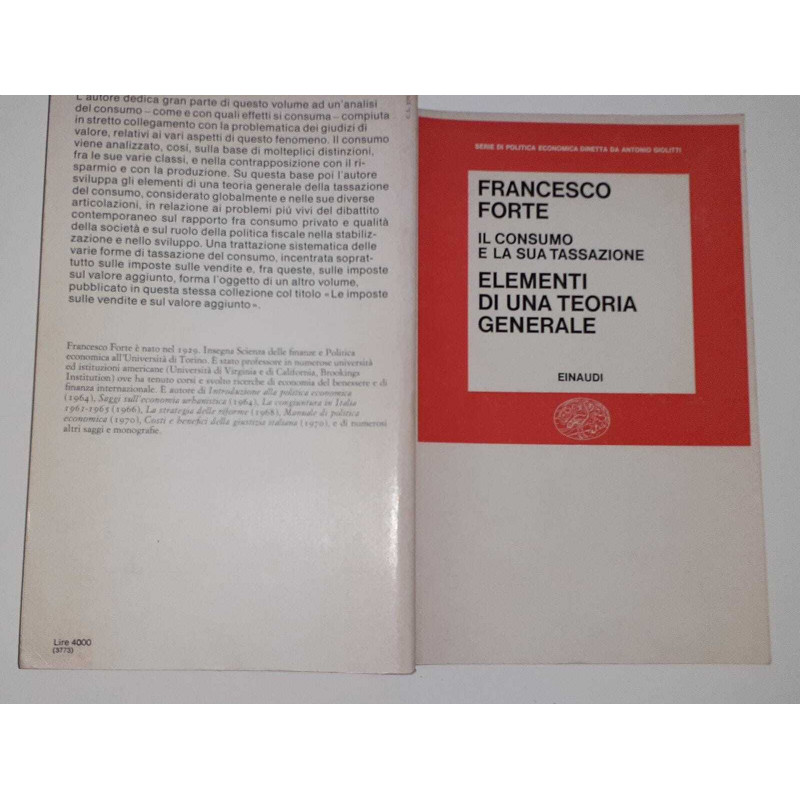 L'autore dedica gran parte di questo volume ad un'analisi
del consumo – come e con quali effetti si consuma – compiuta
in stretto collegamento con la problematica dei giudizi di
valore, relativi ai vari aspetti di questo fenomeno. Il consumo
viene analizzato, cosí, sulla base di molteplici distinzioni,
fra le sue varie classi, e nella contrapposizione con il ri-
sparmio e con la produzione. Su questa base poi l'autore
sviluppa gli elementi di una teoria generale della tassazione
del consumo, considerato globalmente e nelle sue diverse
articolazioni, in relazione ai problemi piú vivi del dibattito
contemporaneo sul rapporto fra consumo privato e qualità
della società e sul ruolo della politica fiscale nella stabiliz-
zazione e nello sviluppo. Una trattazione sistematica delle
varie forme di tassazione del consumo, incentrata soprat-
tutto sulle imposte sulle vendite e, fra queste, sulle imposte
sul valore aggiunto, forma l'oggetto di un altro volume,
pubblicato in questa stessa collezione col titolo «Le imposte
sulle vendite e sul valore aggiunto».
Francesco Forte è nato nel 1929. Insegna Scienza delle finanze e Politica
economica all'Università di Torino. È stato professore in numerose università
ed istituzioni americane (Università di Virginia e di California, Brookings
Institution) ove ha tenuto corsi e svolto ricerche di economia del benessere e di
finanza internazionale. È autore di Introduzione alla politica economica
(1964), Saggi sull'economia urbanistica (1964), La congiuntura in Italia
1961-1965 (1966), La strategia delle riforme (1968), Manuale di politica
economica (1970), Costi e benefici della giustizia italiana (1970), e di numerosi
altri saggi e monografie.
Lire 4000
(3773)
SERIE DI POLITICA ECONOMICA DIRETTA DA ANTONIO GIOLITTI
FRANCESCO
FORTE
IL CONSUMO
E LA SUA TASSAZIONE
ELEMENTI
DI UNA TEORIA
GENERALE
EINAUDI